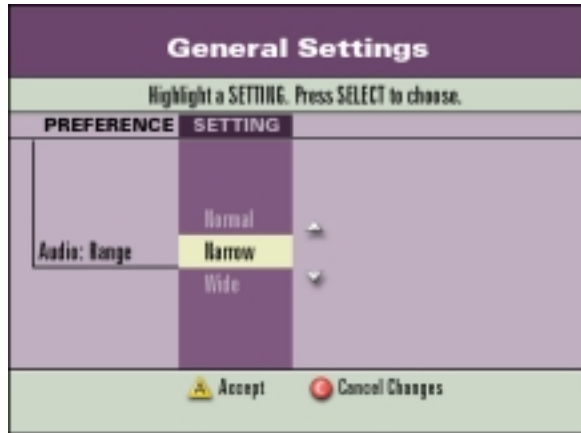 General Settings
Highlight a SETTING. Press SELECT to choose.
PREFERENCE SETTING
Normal
Audio: Range Narrow
Wide
A Accept C Cancel Changes